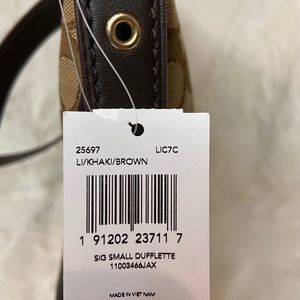 25697 LIC7C
LI/KHAKI/BROWN
1 91202 23711 7
SIG SMALL DUFFLETTE
11003466JAX
MADE IN VIET NAM